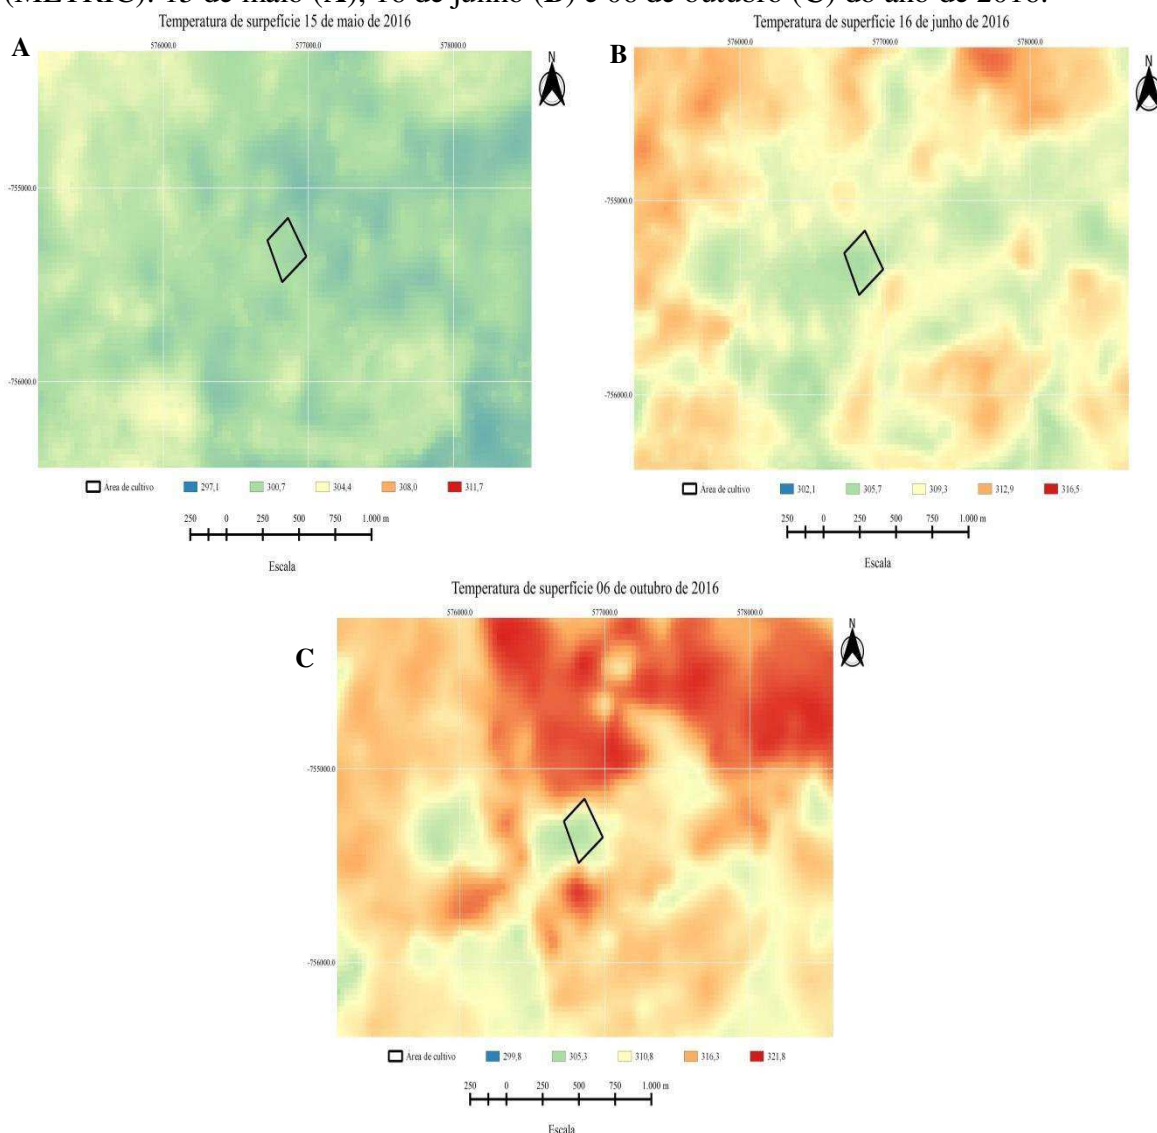 (METRIC). 15 de maio (A), 16 de junho (B) e 06 de outubro (C) do ano de 2016.
Temperatura de surpefície 15 de maio de 2016
A
576000.0 577000.0 578000.0
N
-755000.0
-756000.0
Área de cultivo 297,1 300,7 304,4 308,0 311,7
250 0 250 500 750 1.000 m
Escala
Temperatura de superfície 16 de junho de 2016
B
576000.0 577000.0 578000.0
N
-755000.0
-756000.0
Área de cultivo 302,1 305,7 309,3 312,9 316,5
250 0 250 500 750 1.000 m
Escala
Temperatura de superfície 06 de outubro de 2016
C
576000.0 577000.0 578000.0
N
-755000.0
-756000.0
Área de cultivo 299,8 305,3 310,8 316,3 321,8
250 0 250 500 750 1.000 m
Escala